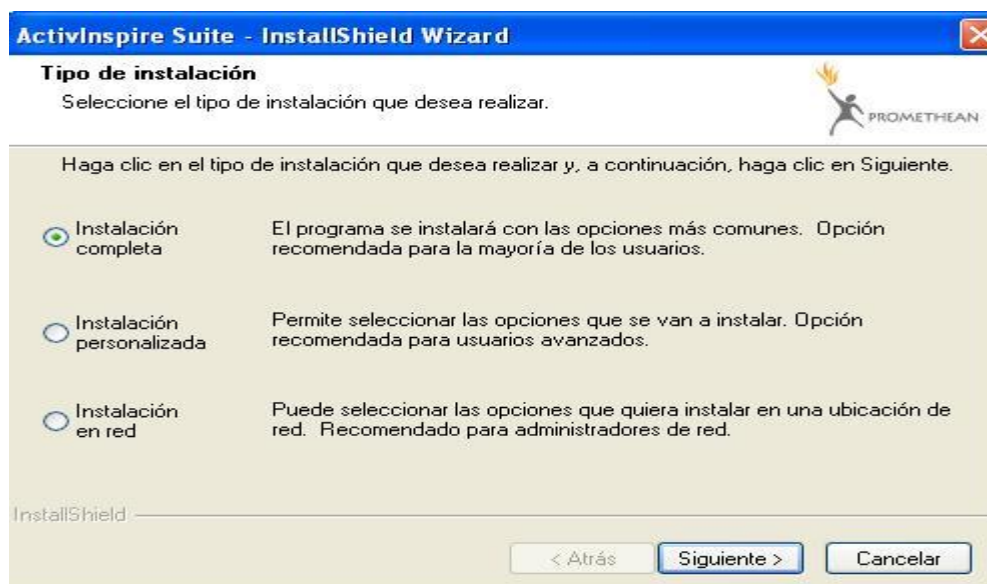 ActivInspire Suite - InstallShield Wizard
Tipo de instalación
Seleccione el tipo de instalación que desea realizar.
PROMETHEAN
Haga clic en el tipo de instalación que desea realizar y, a continuación, haga clic en Siguiente.
Instalación
completa
El programa se instalará con las opciones más comunes. Opción
recomendada para la mayoría de los usuarios.
Instalación
personalizada
Permite seleccionar las opciones que se van a instalar. Opción
recomendada para usuarios avanzados.
Instalación
en red
Puede seleccionar las opciones que quiera instalar en una ubicación de
red. Recomendado para administradores de red.
InstallShield
< Atrás
Siguiente >
Cancelar